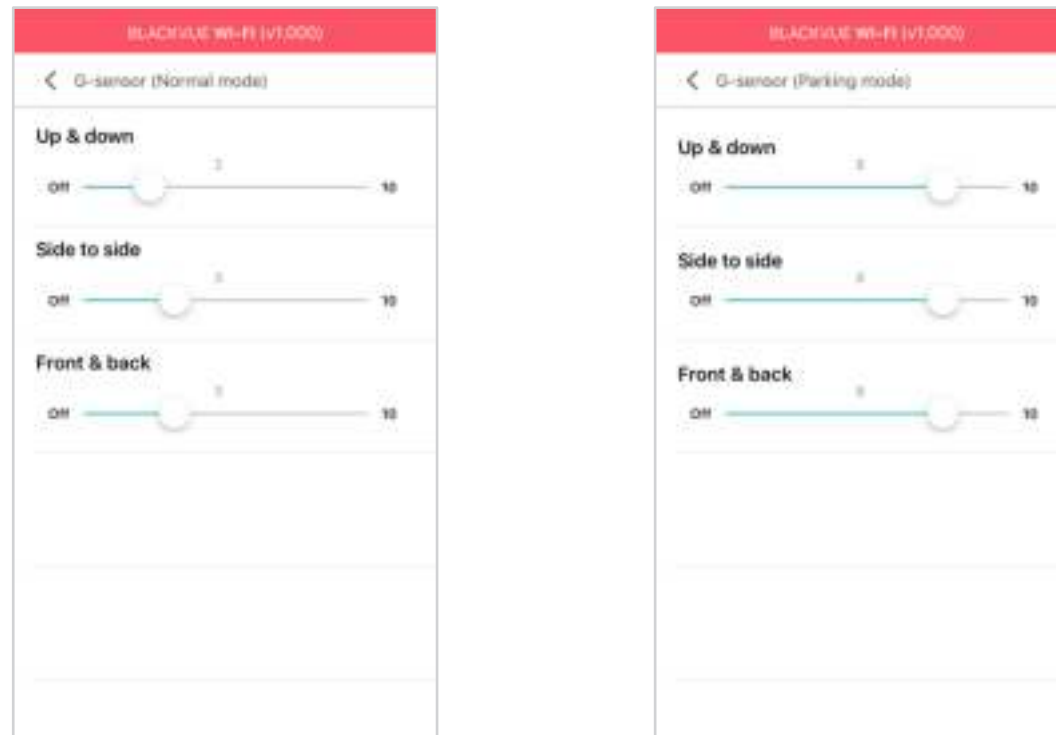 BLACKVUE WI-FI (v1.000)
G-sensor (Normal mode)
Up & down
Off 10
Side to side
Off 10
Front & back
Off 10
BLACKVUE WI-FI (v1.000)
G-sensor (Parking mode)
Up & down
Off 10
Side to side
Off 10
Front & back
Off 10